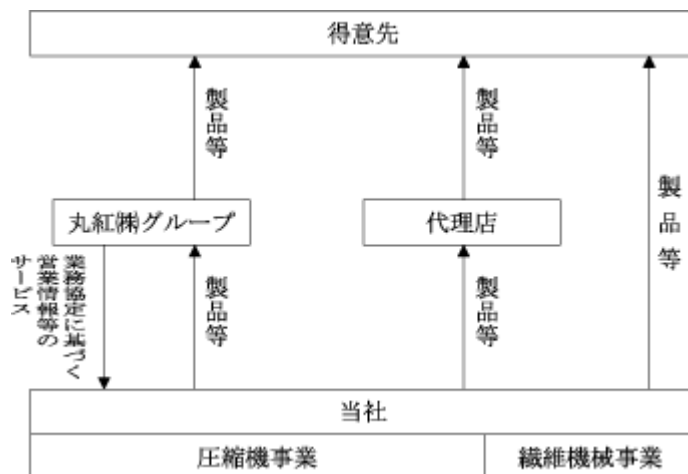 得意先
製品等
製品等
製品等
丸紅㈱グループ
代理店
業務協定に基づく
営業情報等の
サービス
製品等
製品等
当社
圧縮機事業
繊維機械事業